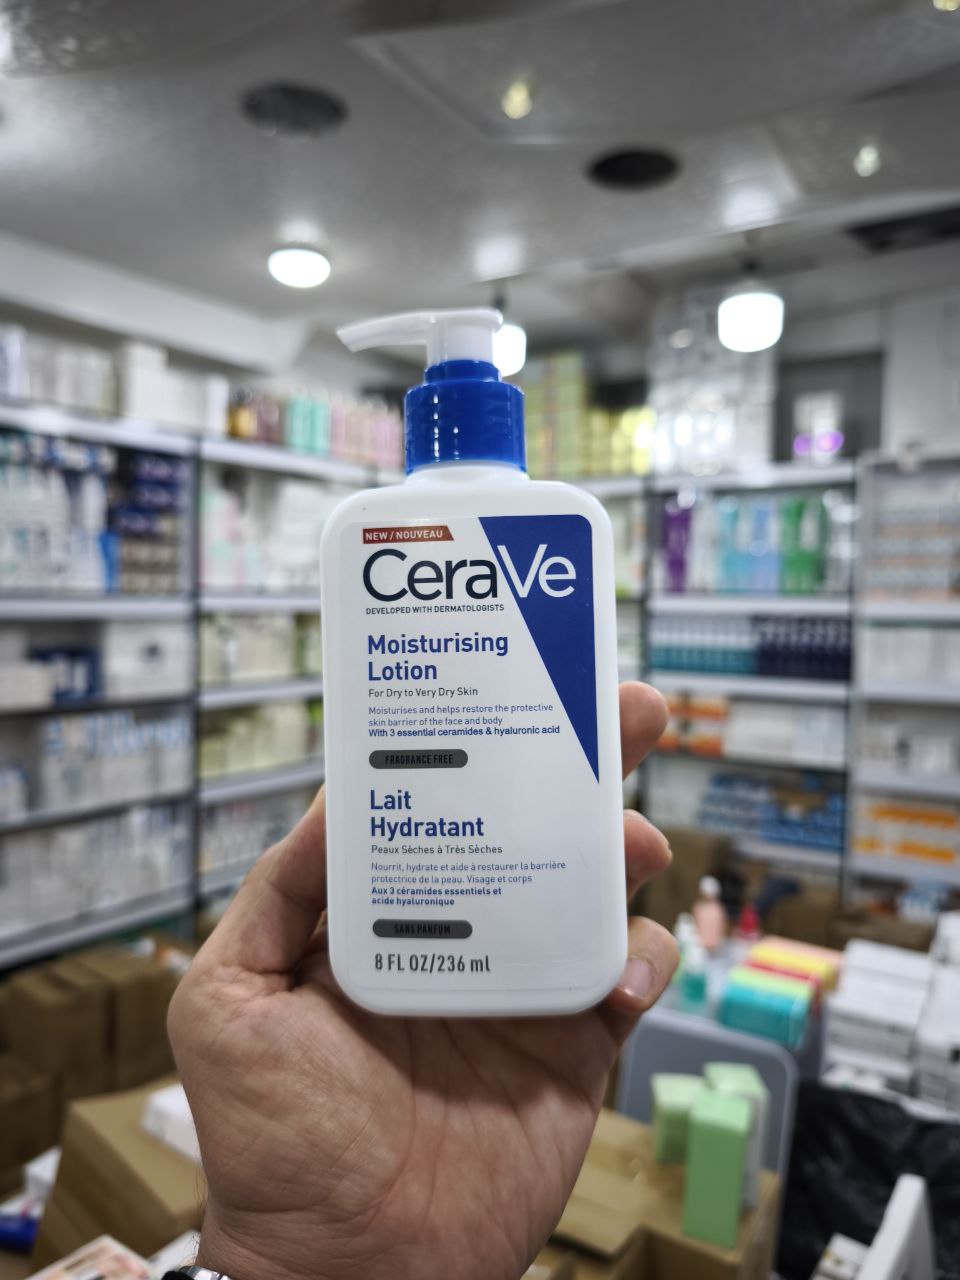 NEW / NOUVEAU
CeraVe
DEVELOPED WITH DERMATOLOGISTS
Moisturising
Lotion
For Dry to Very Dry Skin
Moisturises and helps restore the protective
skin barrier of the face and body
With 3 essential ceramides & hyaluronic acid
FRAGRANCE FREE
Lait
Hydratant
Peaux Sèches à Très Sèches
Nourrit, hydrate et aide à restaurer la barrière
protectrice de la peau. Visage et corps
Aux 3 céramides essentiels et
acide hyaluronique
SANS PARFUM
8 FL OZ/236 ml